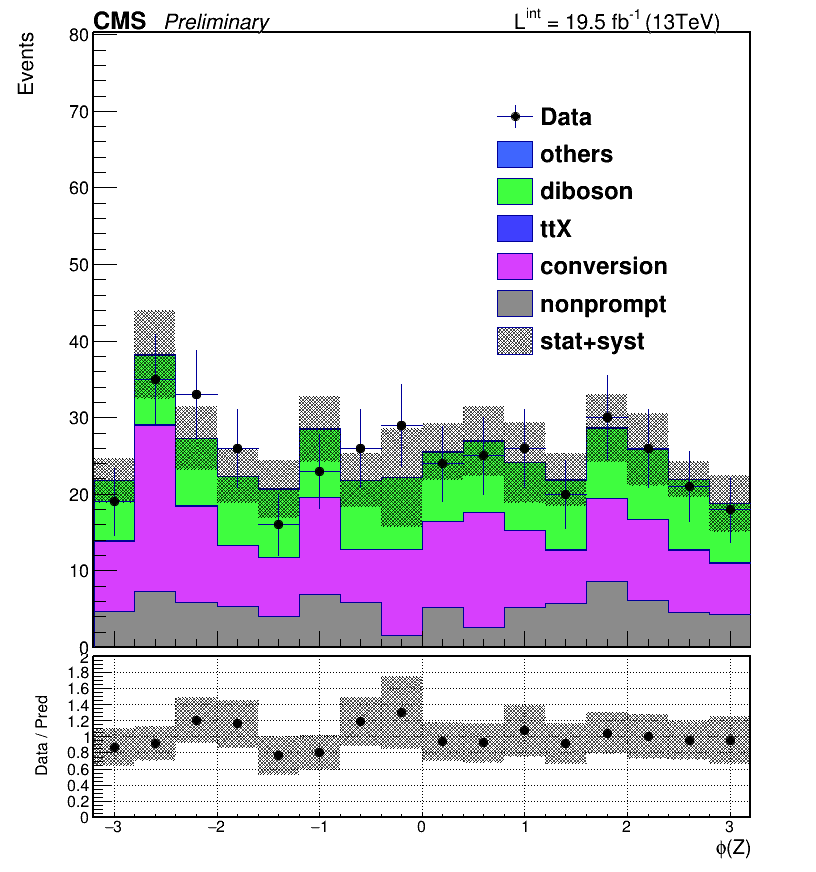 CMS Preliminary
L^int = 19.5 fb^-1 (13TeV)
Events
80
70
60
50
40
30
20
10
0
Data
others
diboson
ttX
conversion
nonprompt
stat+syst
Data / Pred
2
1.8
1.6
1.4
1.2
1
0.8
0.6
0.4
0.2
0
−3 −2 −1 0 1 2 3
ϕ(Z)